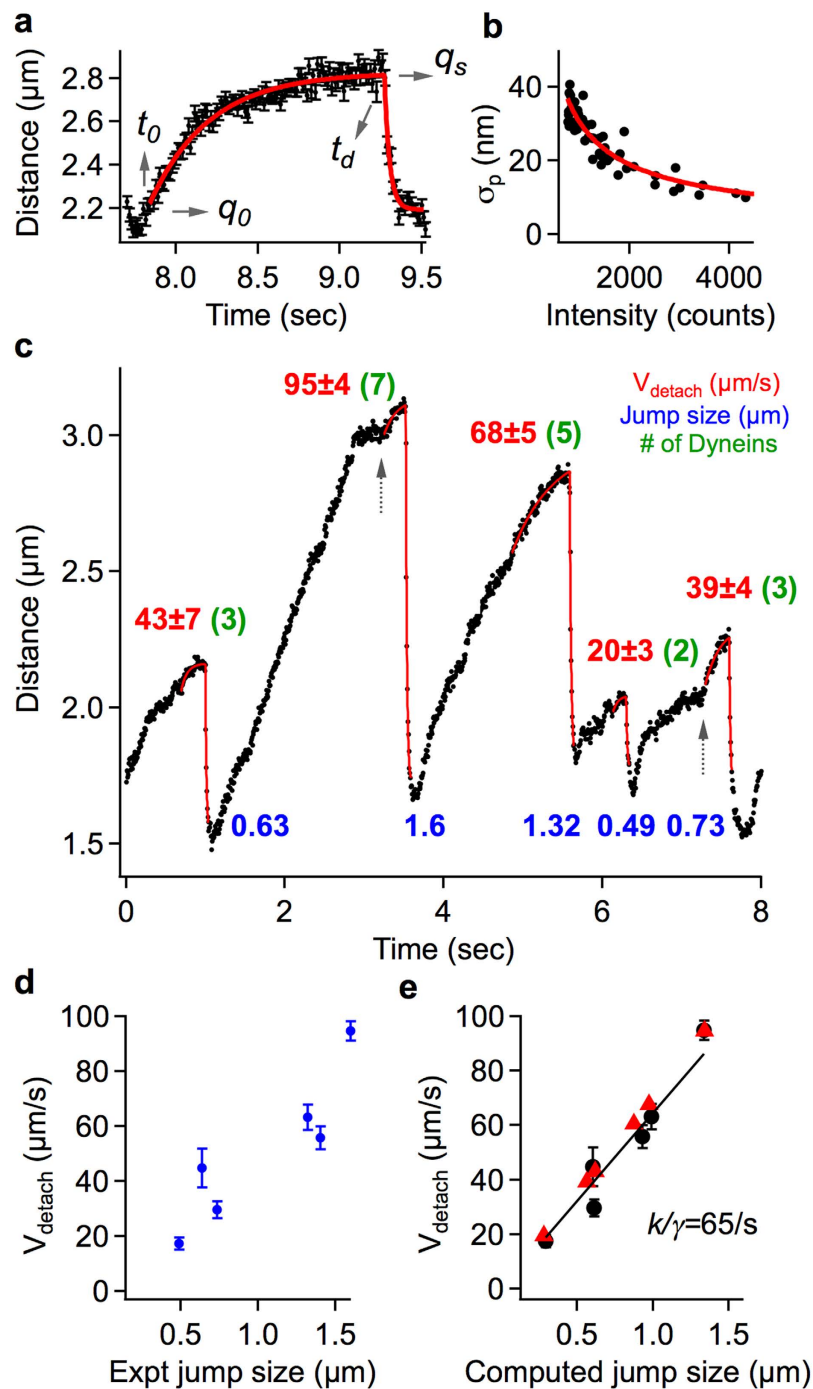 a
Distance (μm)
2.8
2.6
2.4
2.2
t0
q0
td
qs
8.0 8.5 9.0 9.5
Time (sec)
b
σp (nm)
40
20
0
2000 4000
Intensity (counts)
c
Distance (μm)
3.0
2.5
2.0
1.5
95±4 (7)
68±5 (5)
Vdetach (μm/s)
Jump size (μm)
# of Dyneins
43±7 (3)
20±3 (2)
39±4 (3)
0.63 1.6 1.32 0.49 0.73
0 2 4 6 8
Time (sec)
d
Vdetach (μm/s)
100
80
60
40
20
0
0.5 1.0 1.5
Expt jump size (μm)
e
Vdetach (μm/s)
100
80
60
40
20
0
k/γ=65/s
0.5 1.0 1.5
Computed jump size (μm)